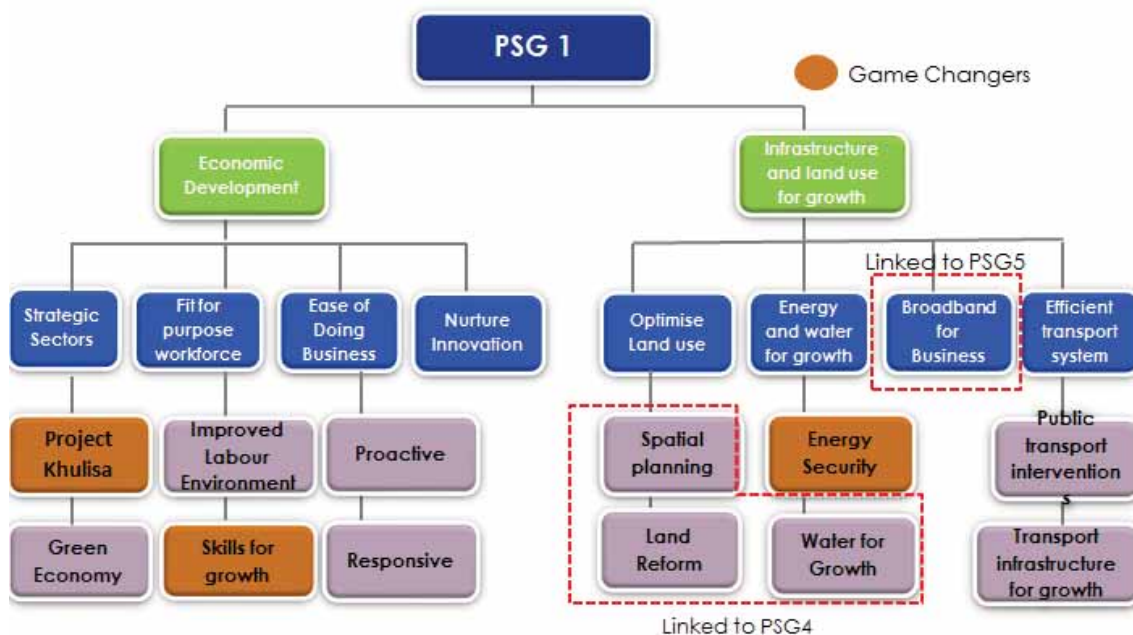 PSG 1
Game Changers
Economic
Development
Infrastructure
and land use
for growth
Linked to PSG5
Strategic
Sectors
Fit for
purpose
workforce
Ease of
Doing
Business
Nurture
Innovation
Optimise
Land use
Energy
and water
for growth
Broadband
for
Business
Efficient
transport
system
Project
Khulisa
Improved
Labour
Environment
Proactive
Spatial
planning
Energy
Security
Public
transport
intervention
s
Green
Economy
Skills for
growth
Responsive
Land
Reform
Water for
Growth
Transport
infrastructure
for growth
Linked to PSG4